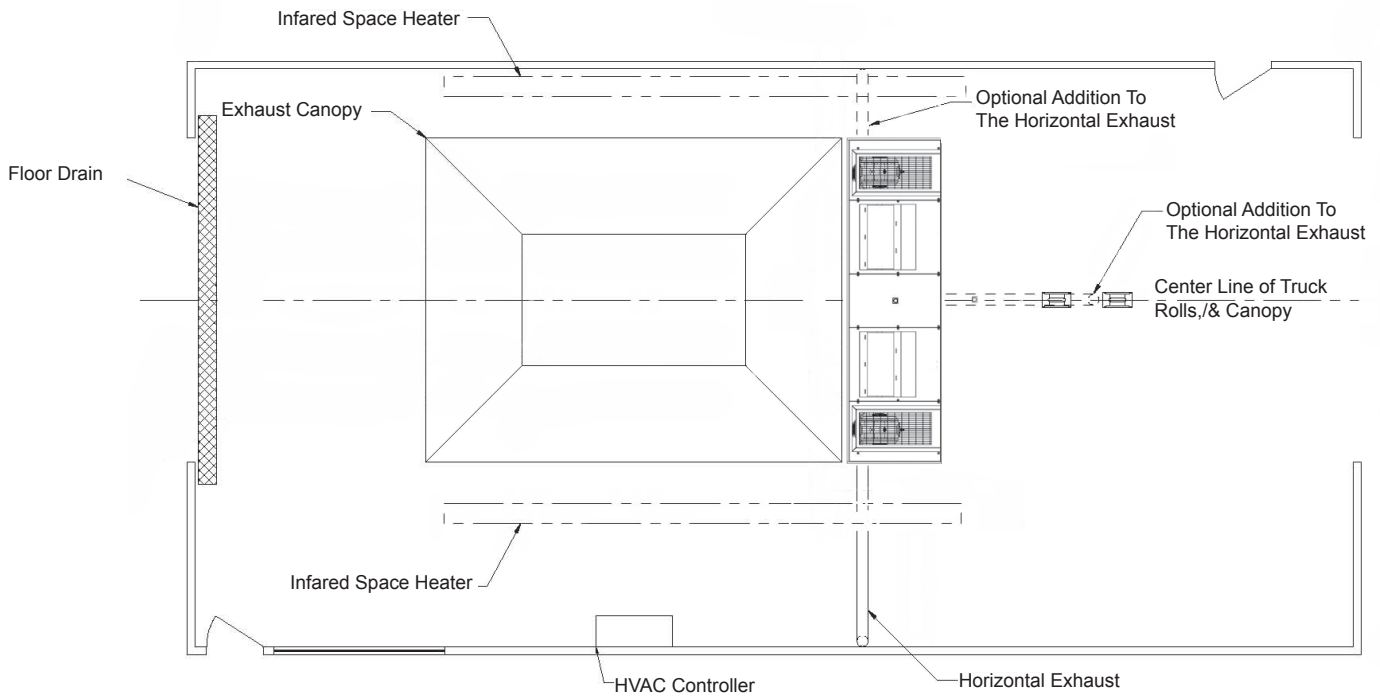 Infared Space Heater
Exhaust Canopy
Optional Addition To
The Horizontal Exhaust
Floor Drain
Optional Addition To
The Horizontal Exhaust
Center Line of Truck
Rolls,/& Canopy
Infared Space Heater
HVAC Controller
Horizontal Exhaust